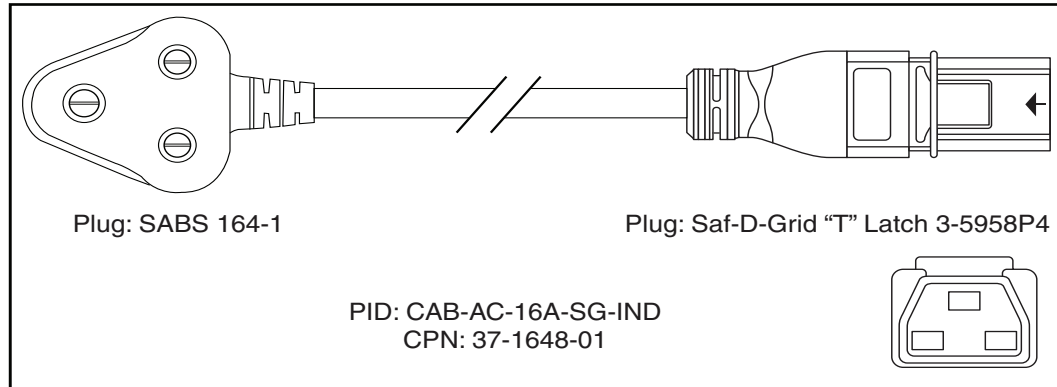 Plug: SABS 164-1
Plug: Saf-D-Grid “T” Latch 3-5958P4
PID: CAB-AC-16A-SG-IND
CPN: 37-1648-01